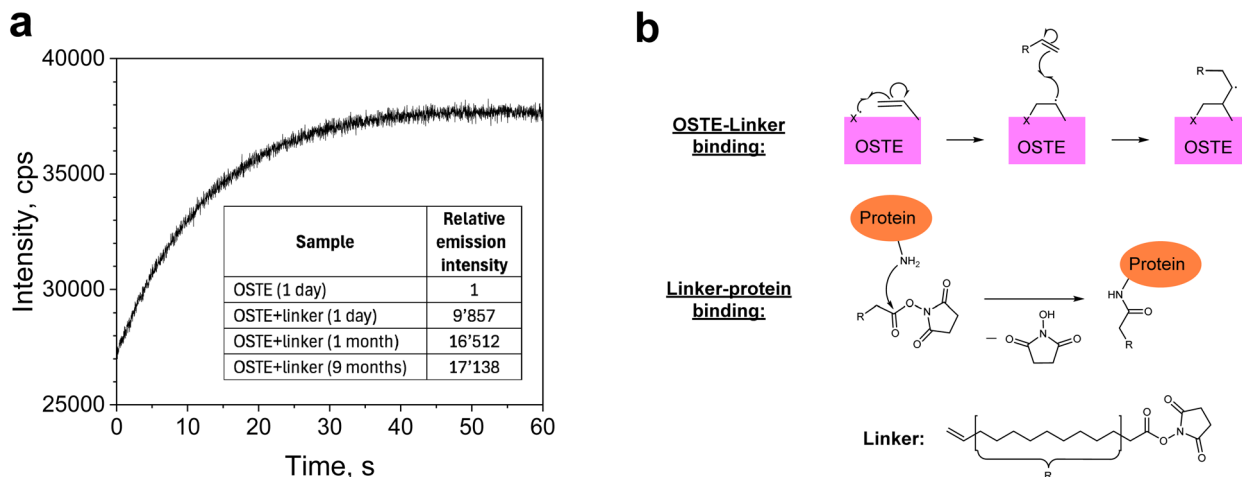 a
Intensity, cps
40000
35000
30000
25000
0 10 20 30 40 50 60
Time, s
Sample Relative emission intensity
OSTE (1 day) 1
OSTE+linker (1 day) 9'857
OSTE+linker (1 month) 16'512
OSTE+linker (9 months) 17'138
b
OSTE-Linker
binding:
X
OSTE
R
X
OSTE
R
X
OSTE
Linker-protein
binding:
Protein
NH2
R
O
O
O
N
O
–
OH
N
O
O
Protein
HN
O
R
Linker:
R
O
O
O
N
O